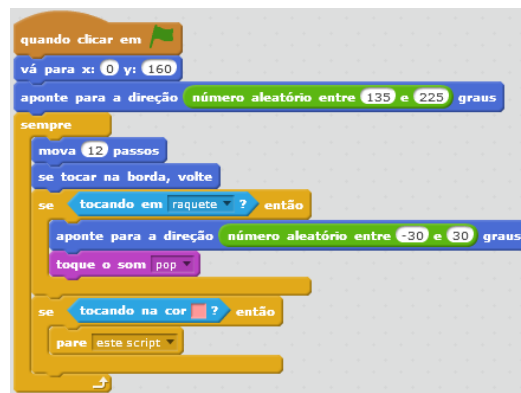 quando clicar em
vá para x: 0 y: 160
aponte para a direção número aleatório entre 135 e 225 graus
sempre
mova 12 passos
se tocar na borda, volte
se tocando em raquete ? então
aponte para a direção número aleatório entre -30 e 30 graus
toque o som pop
se tocando na cor ? então
pare este script